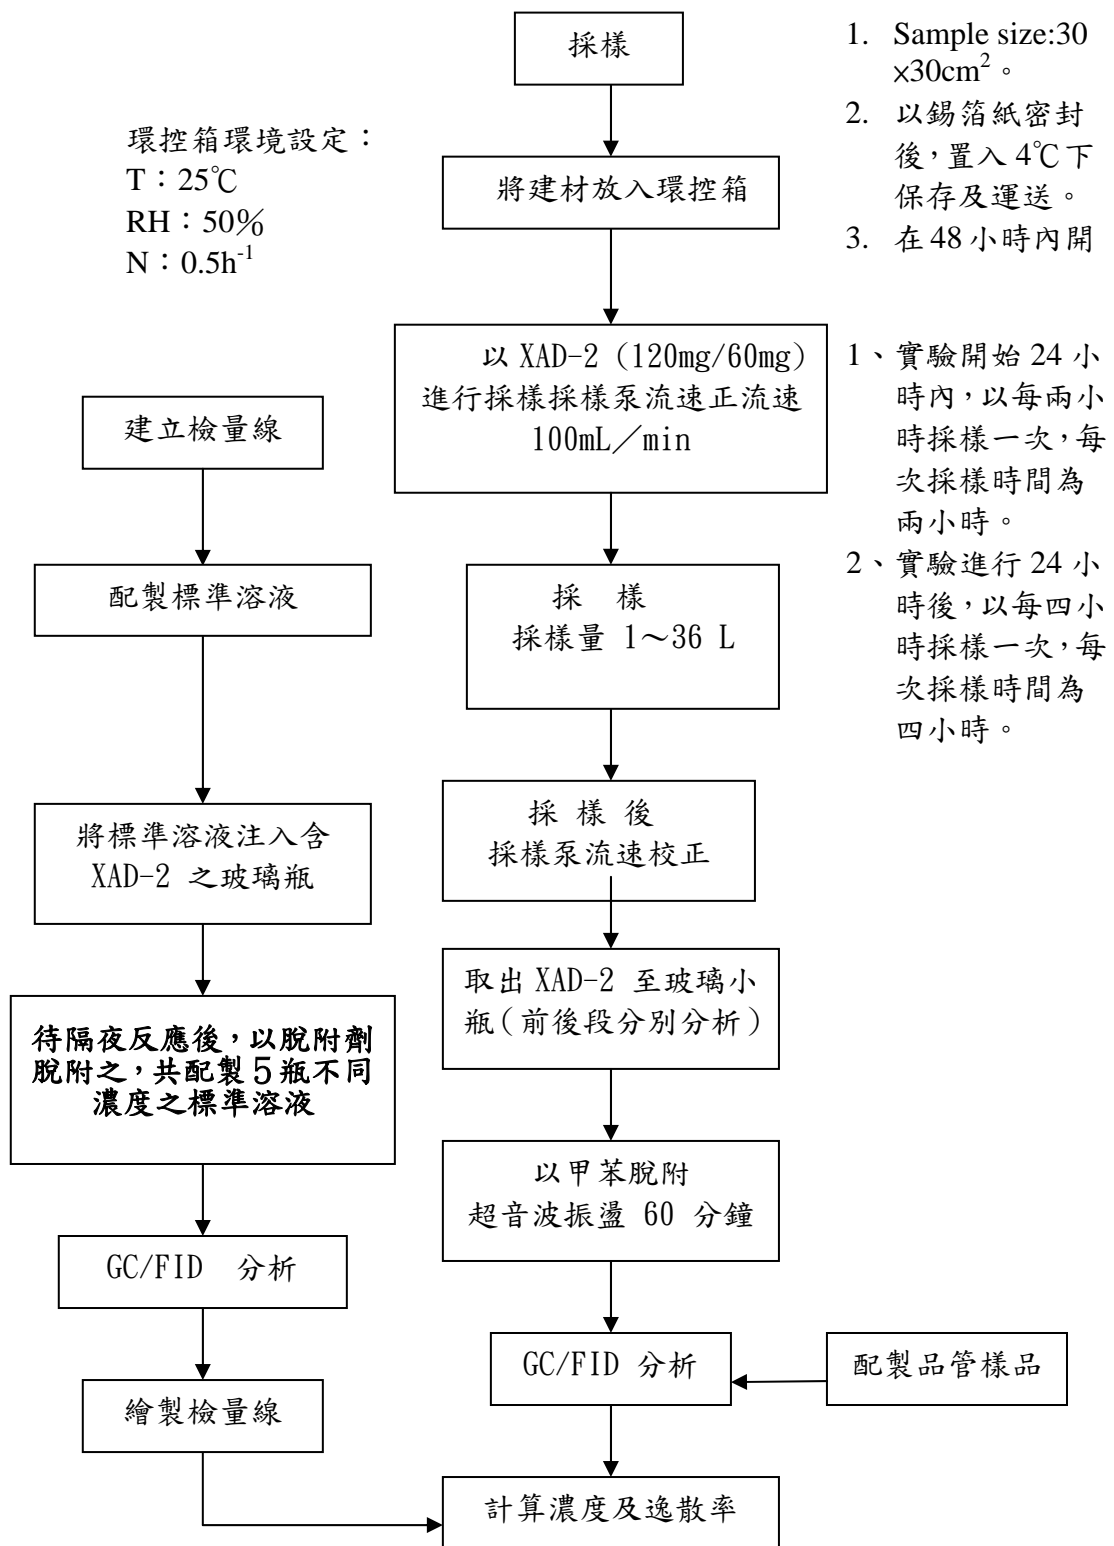 採樣
1. Sample size:30
×30cm²。
2. 以錫箔紙密封
後，置入 4℃下
保存及運送。
3. 在 48 小時內開
環控箱環境設定：
T：25℃
RH：50%
N：0.5h⁻¹
將建材放入環控箱
以 XAD-2 (120mg/60mg)
進行採樣採樣泵流速正流速
100mL／min
1、實驗開始 24 小
時內，以每兩小
時採樣一次，每
次採樣時間為
兩小時。
2、實驗進行 24 小
時後，以每四小
時採樣一次，每
次採樣時間為
四小時。
建立檢量線
配製標準溶液
採 樣
採樣量 1～36 L
將標準溶液注入含
XAD-2 之玻璃瓶
採 樣 後
採樣泵流速校正
取出 XAD-2 至玻璃小
瓶(前後段分別分析)
待隔夜反應後，以脫附劑
脫附之，共配製５瓶不同
濃度之標準溶液
以甲苯脫附
超音波振盪 60 分鐘
GC/FID 分析
GC/FID 分析
配製品管樣品
繪製檢量線
計算濃度及逸散率